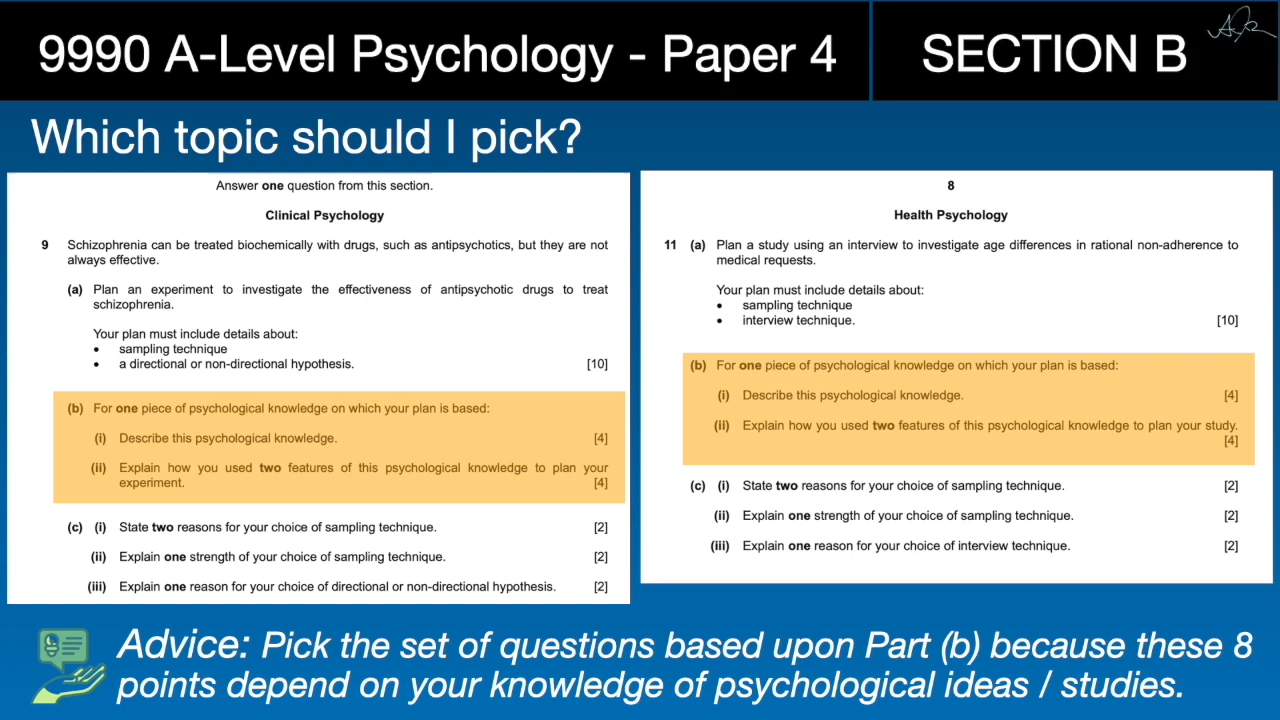 9990 A-Level Psychology - Paper 4
SECTION B
Which topic should I pick?
Answer one question from this section.
Clinical Psychology
9 Schizophrenia can be treated biochemically with drugs, such as antipsychotics, but they are not
always effective.
(a) Plan an experiment to investigate the effectiveness of antipsychotic drugs to treat
schizophrenia.
Your plan must include details about:
• sampling technique
• a directional or non-directional hypothesis. [10]
(b) For one piece of psychological knowledge on which your plan is based:
(i) Describe this psychological knowledge. [4]
(ii) Explain how you used two features of this psychological knowledge to plan your
experiment. [4]
(c) (i) State two reasons for your choice of sampling technique. [2]
(ii) Explain one strength of your choice of sampling technique. [2]
(iii) Explain one reason for your choice of directional or non-directional hypothesis. [2]
8
Health Psychology
11 (a) Plan a study using an interview to investigate age differences in rational non-adherence to
medical requests.
Your plan must include details about:
• sampling technique
• interview technique. [10]
(b) For one piece of psychological knowledge on which your plan is based:
(i) Describe this psychological knowledge. [4]
(ii) Explain how you used two features of this psychological knowledge to plan your study.
[4]
(c) (i) State two reasons for your choice of sampling technique. [2]
(ii) Explain one strength of your choice of sampling technique. [2]
(iii) Explain one reason for your choice of interview technique. [2]
Advice: Pick the set of questions based upon Part (b) because these 8
points depend on your knowledge of psychological ideas / studies.